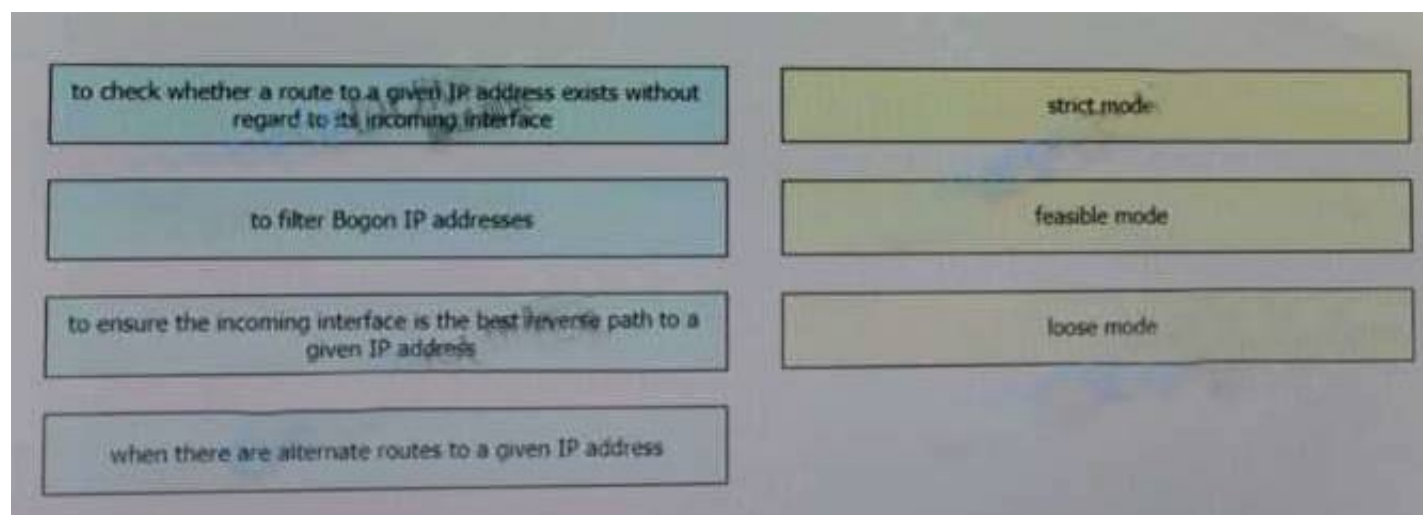 to check whether a route to a given IP address exists without
regard to its incoming interface
strict mode
to filter Bogon IP addresses
feasible mode
to ensure the incoming interface is the best reverse path to a
given IP address
loose mode
when there are alternate routes to a given IP address